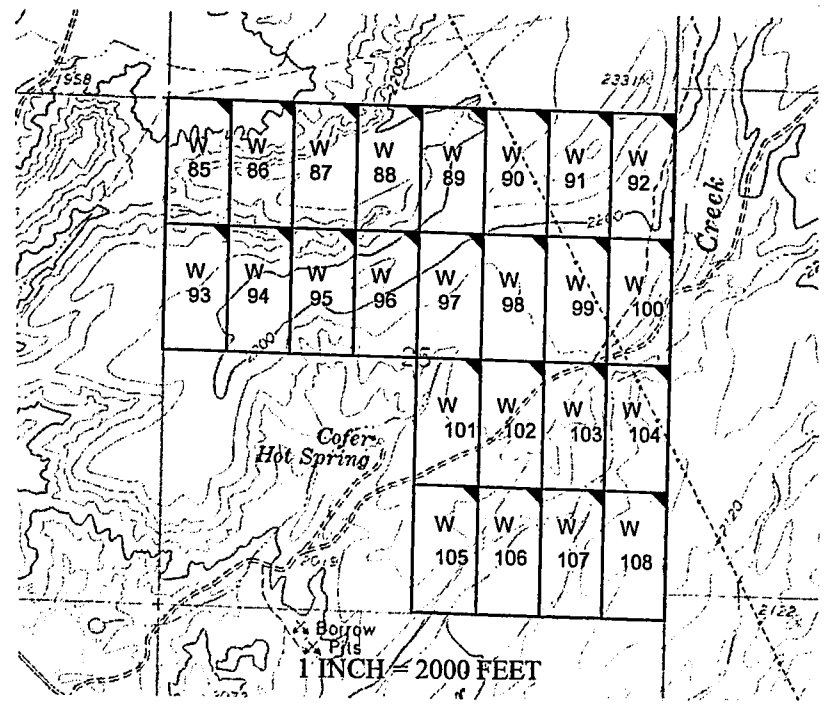 1958
2200
2331
W W W W W W W W
85 86 87 88 89 90 91 92
Creek
2200
W W W W W W W W
93 94 95 96 97 98 99 100
25
W W W W
101 102 103 104
Cofer
Hot Spring
W W W W
105 106 107 108
2120
2122
Borrow
Pits
1 INCH = 2000 FEET